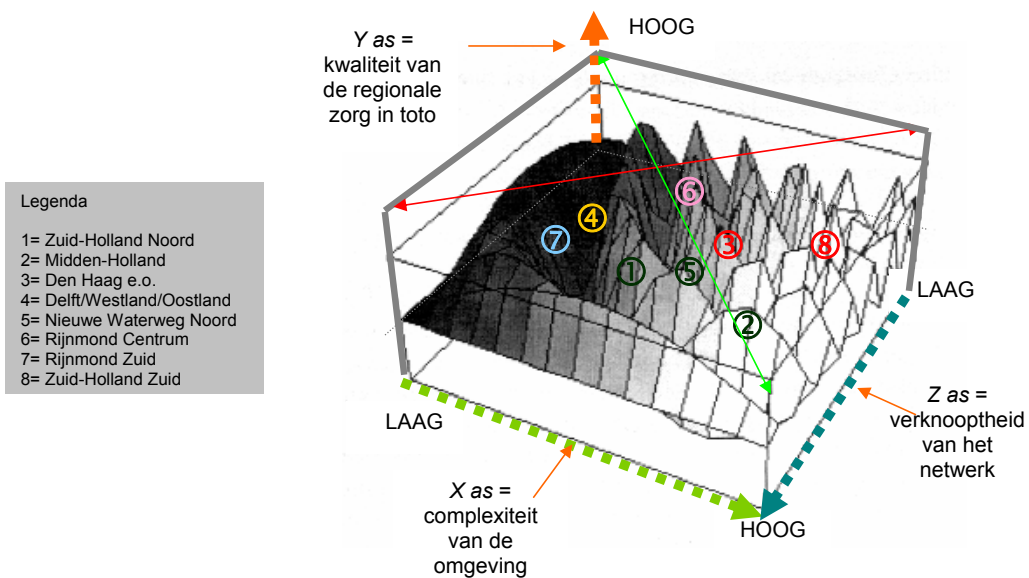 HOOG
Y as =
kwaliteit van
de regionale
zorg in toto
Legenda
1= Zuid-Holland Noord
2= Midden-Holland
3= Den Haag e.o.
4= Delft/Westland/Oostland
5= Nieuwe Waterweg Noord
6= Rijnmond Centrum
7= Rijnmond Zuid
8= Zuid-Holland Zuid
6
4
7
3
8
1
5
2
LAAG
LAAG
Z as =
verknooptheid
van het
netwerk
X as =
complexiteit
van de
omgeving
HOOG